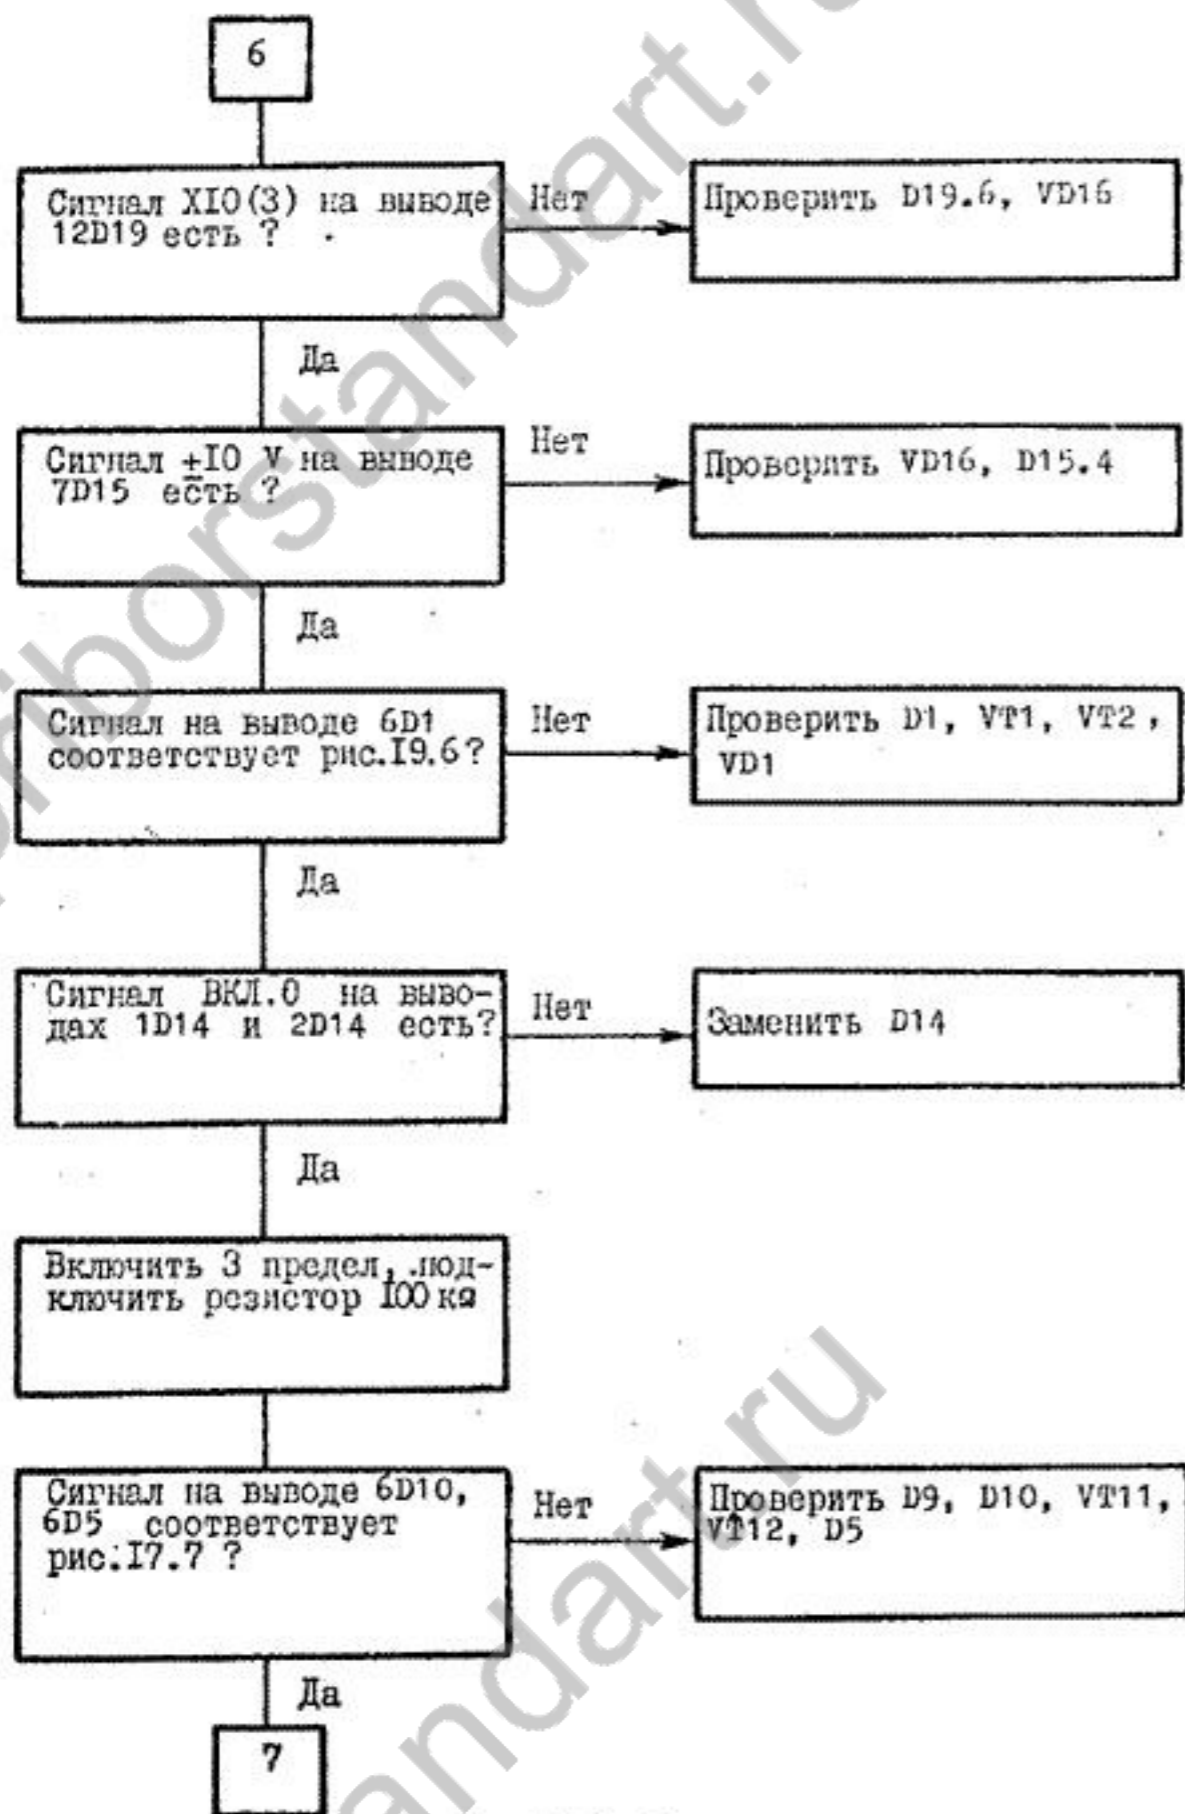 6
Сигнал X10(3) на выводе
12D19 есть ?
Нет
Проверить D19.6, VD16
Да
Сигнал ±10 V на выводе
7D15 есть ?
Нет
Проверить VD16, D15.4
Да
Сигнал на выводе 6D1
соответствует рис.19.6?
Нет
Проверить D1, VT1, VT2,
VD1
Да
Сигнал ВКЛ.0 на выво-
дах 1D14 и 2D14 есть?
Нет
Заменить D14
Да
Включить 3 предел, под-
ключить резистор 100 кΩ
Сигнал на выводе 6D10,
6D5 соответствует
рис.17.7 ?
Нет
Проверить D9, D10, VT11,
VT12, D5
Да
7
priborstandart.ru
andart.ru